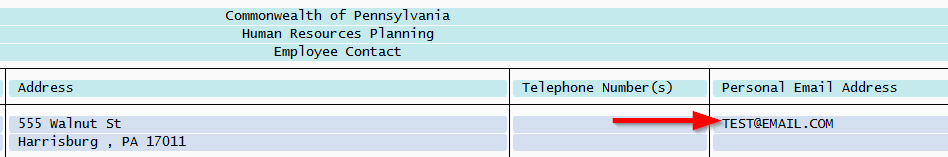 Commonwealth of Pennsylvania
Human Resources Planning
Employee Contact
Address Telephone Number(s) Personal Email Address
555 Walnut St TEST@EMAIL.COM
Harrisburg , PA 17011